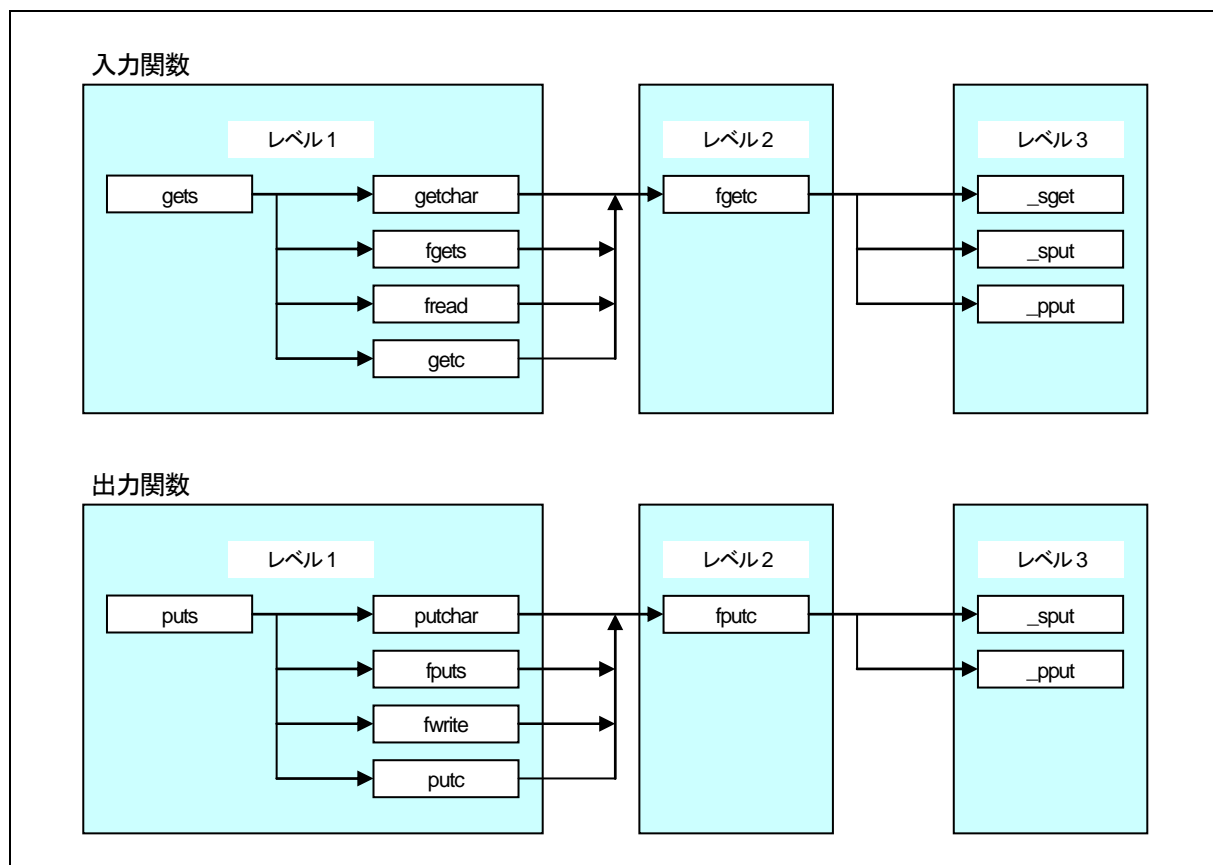 入力関数
レベル 1
レベル 2
レベル 3
gets
getchar
fgetc
_sget
fgets
_sput
fread
_pput
getc
出力関数
レベル 1
レベル 2
レベル 3
puts
putchar
fputc
_sput
fputs
_pput
fwrite
putc